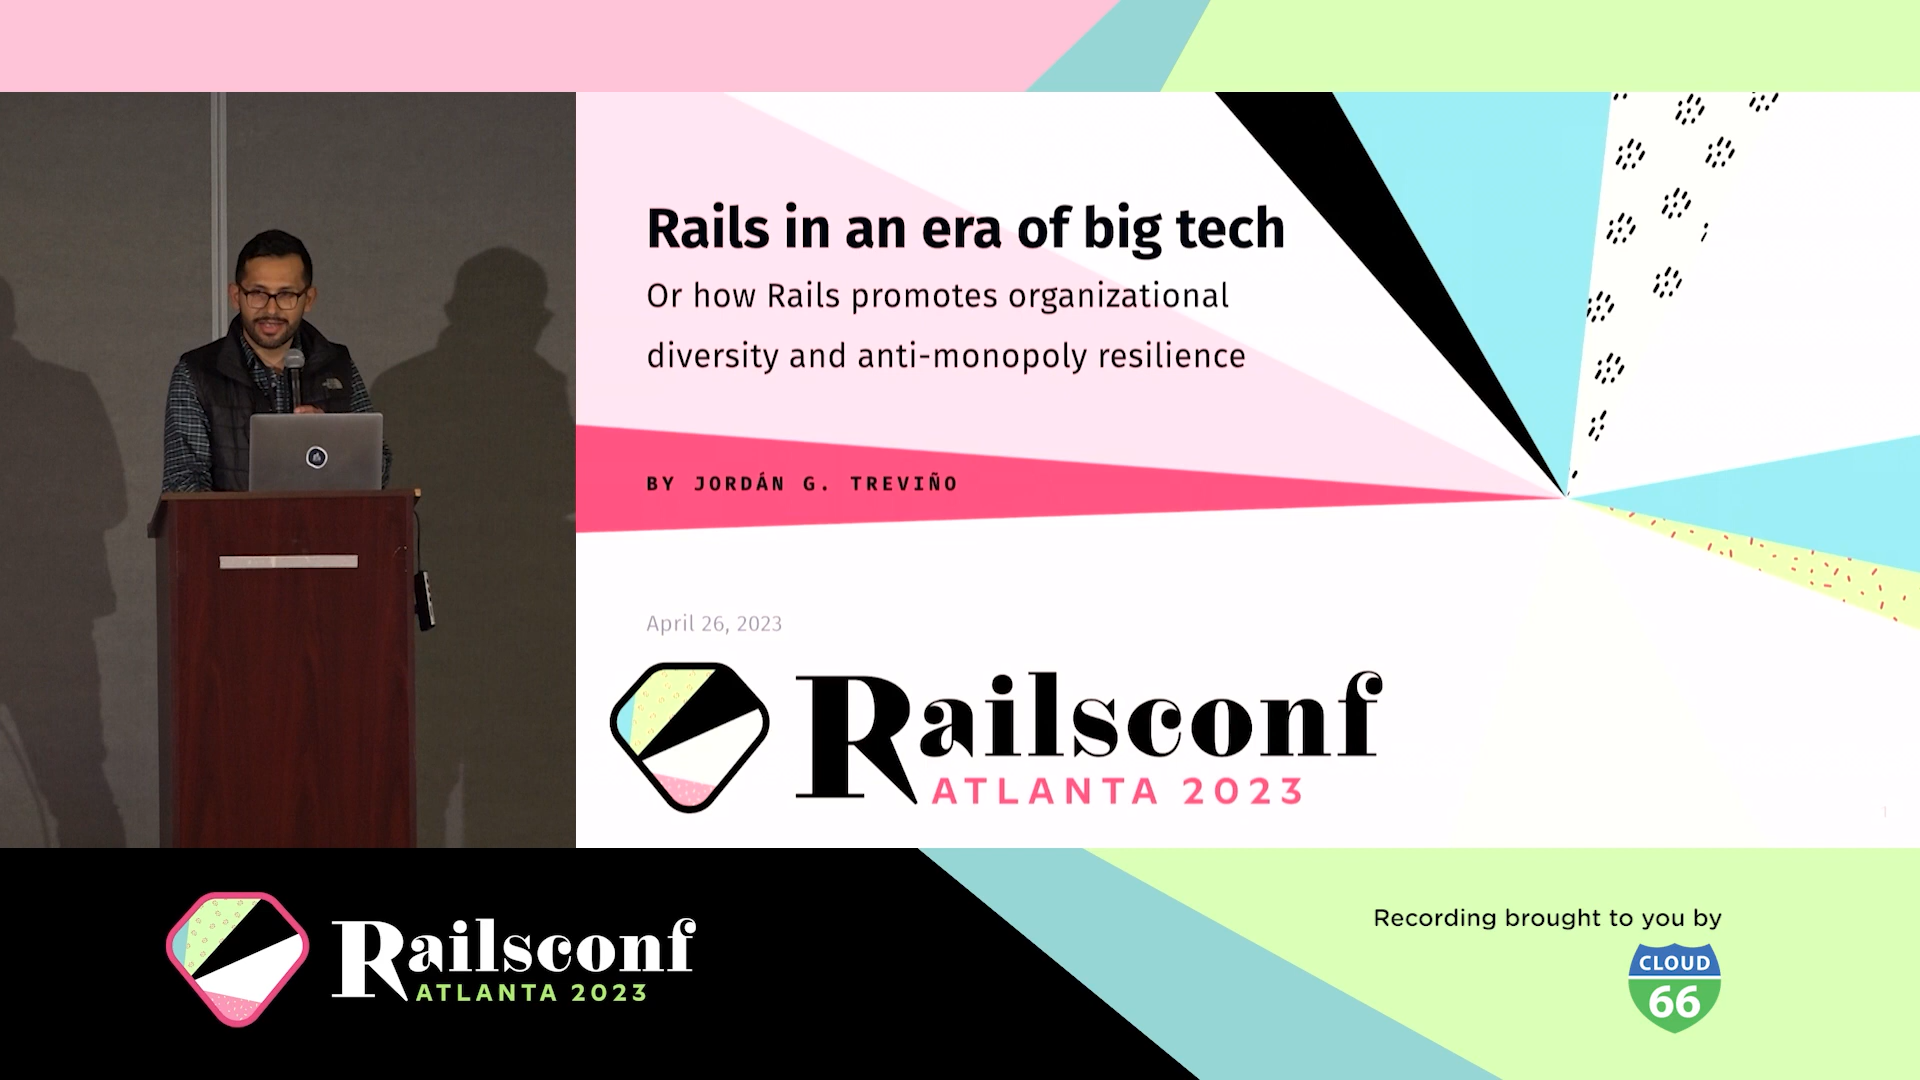 Rails in an era of big tech
Or how Rails promotes organizational
diversity and anti-monopoly resilience
BY JORDÁN G. TREVIÑO
April 26, 2023
Railsconf
ATLANTA 2023
1
Railsconf
ATLANTA 2023
Recording brought to you by
CLOUD
66